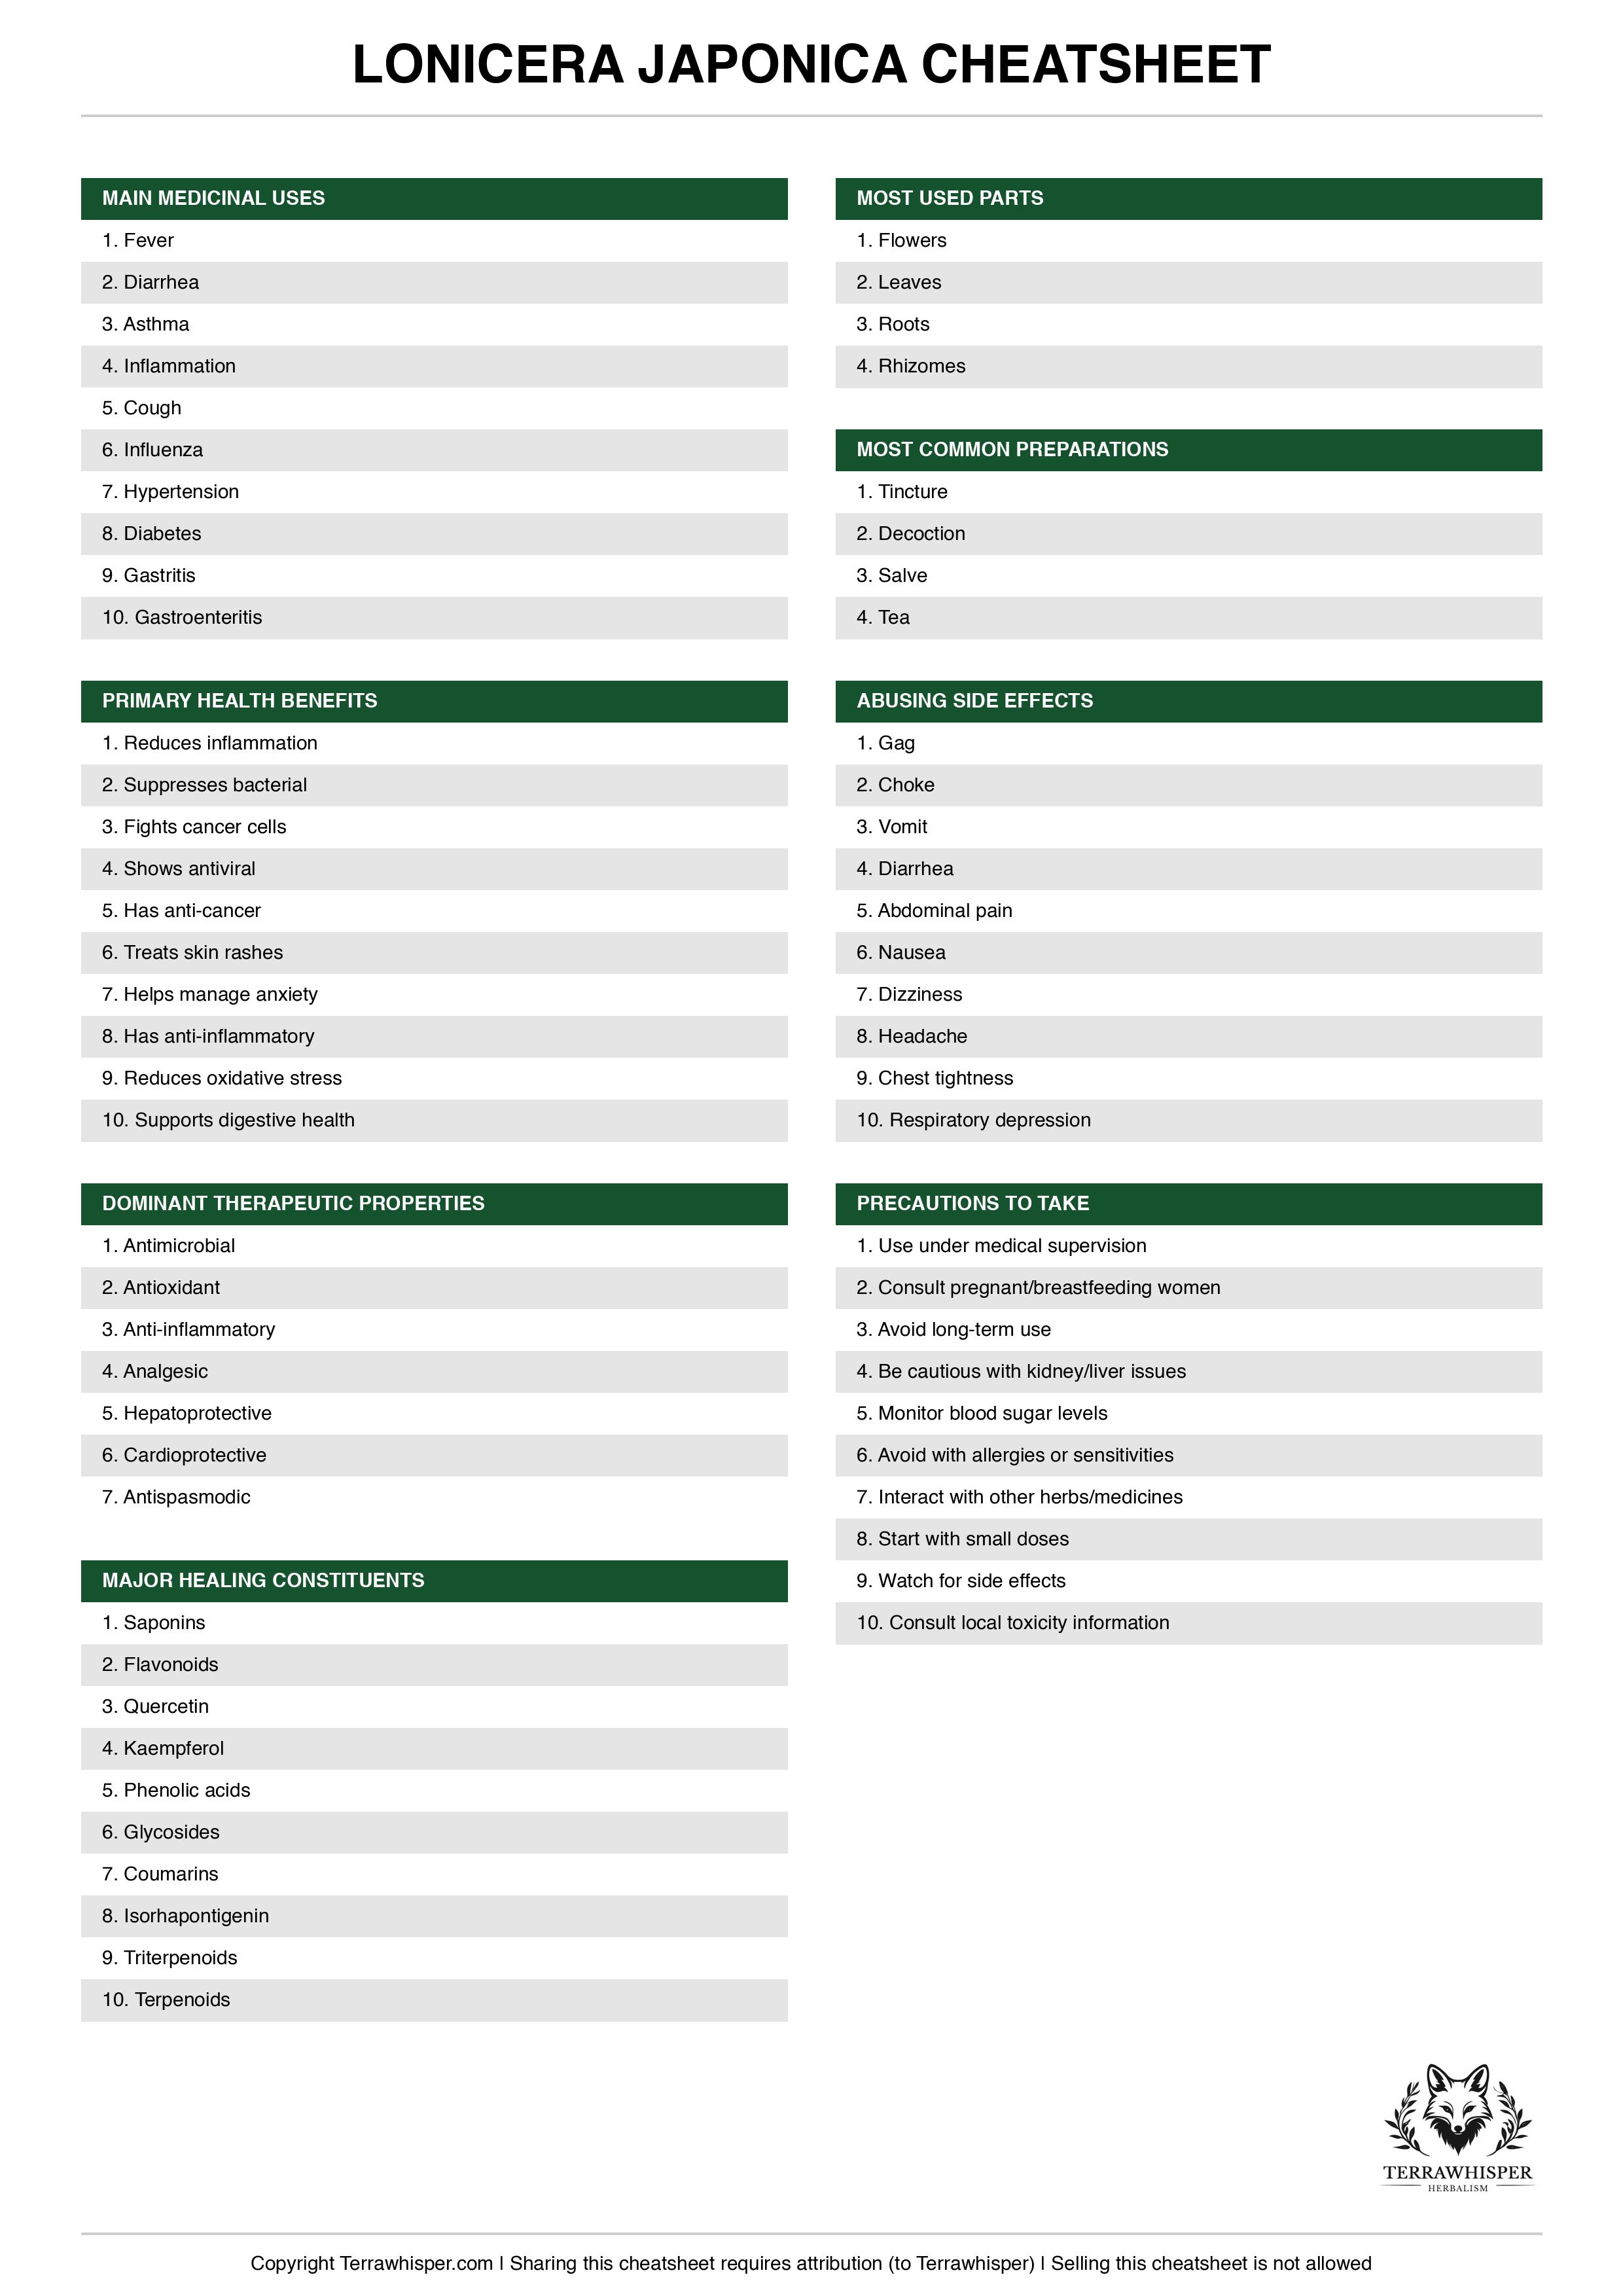 LONICERA JAPONICA CHEATSHEET
MAIN MEDICINAL USES
1. Fever
2. Diarrhea
3. Asthma
4. Inflammation
5. Cough
6. Influenza
7. Hypertension
8. Diabetes
9. Gastritis
10. Gastroenteritis
PRIMARY HEALTH BENEFITS
1. Reduces inflammation
2. Suppresses bacterial
3. Fights cancer cells
4. Shows antiviral
5. Has anti-cancer
6. Treats skin rashes
7. Helps manage anxiety
8. Has anti-inflammatory
9. Reduces oxidative stress
10. Supports digestive health
DOMINANT THERAPEUTIC PROPERTIES
1. Antimicrobial
2. Antioxidant
3. Anti-inflammatory
4. Analgesic
5. Hepatoprotective
6. Cardioprotective
7. Antispasmodic
MAJOR HEALING CONSTITUENTS
1. Saponins
2. Flavonoids
3. Quercetin
4. Kaempferol
5. Phenolic acids
6. Glycosides
7. Coumarins
8. Isorhapontigenin
9. Triterpenoids
10. Terpenoids
MOST USED PARTS
1. Flowers
2. Leaves
3. Roots
4. Rhizomes
MOST COMMON PREPARATIONS
1. Tincture
2. Decoction
3. Salve
4. Tea
ABUSING SIDE EFFECTS
1. Gag
2. Choke
3. Vomit
4. Diarrhea
5. Abdominal pain
6. Nausea
7. Dizziness
8. Headache
9. Chest tightness
10. Respiratory depression
PRECAUTIONS TO TAKE
1. Use under medical supervision
2. Consult pregnant/breastfeeding women
3. Avoid long-term use
4. Be cautious with kidney/liver issues
5. Monitor blood sugar levels
6. Avoid with allergies or sensitivities
7. Interact with other herbs/medicines
8. Start with small doses
9. Watch for side effects
10. Consult local toxicity information
TERRAWHISPER
HERBALISM
Copyright Terrawhisper.com | Sharing this cheatsheet requires attribution (to Terrawhisper) | Selling this cheatsheet is not allowed